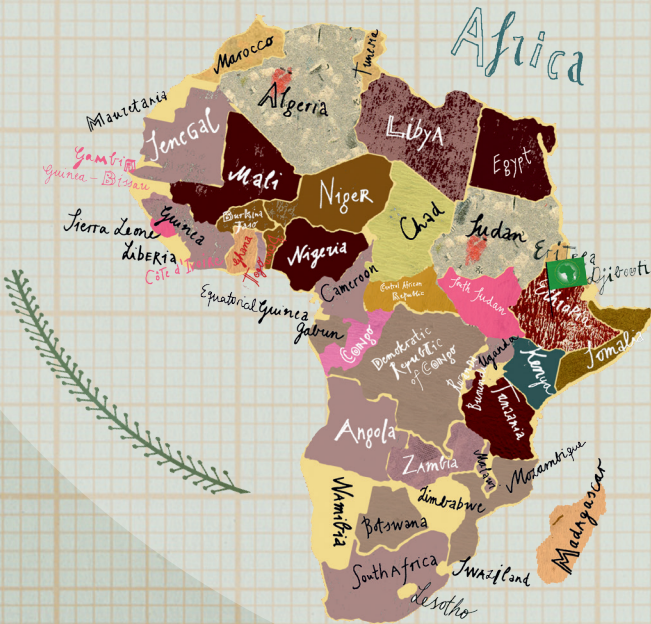 Africa
Marocco
Tunesia
Algeria
Libya
Egypt
Mauretania
Senegal
Gambia
Guinea-Bissau
Mali
Niger
Chad
Sudan
Eritrea
Djibouti
Sierra Leone
Guinea
Liberia
Côte d'Ivoire
Burkina
Faso
Ghana
Togo
Nigeria
Cameroon
Central African
Republic
South Sudan
Ethiopia
Somalia
Equatorial Guinea
Gabun
Congo
Demokratic
Republic
of Congo
Uganda
Kenya
Ruanda
Burundi
Tanzania
Angola
Zambia
Malawi
Mozambique
Namibia
Zimbabwe
Botswana
Madagascar
South Africa
Swaziland
Lesotho